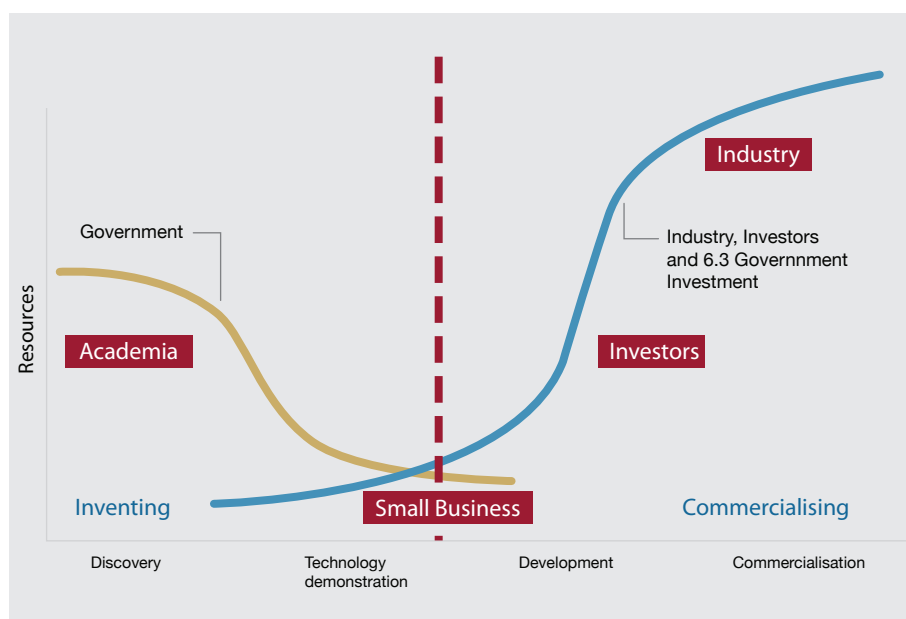 Industry
Government
Industry, Investors
and 6.3 Governnment
Investment
Resources
Academia
Investors
Inventing
Small Business
Commercialising
Discovery
Technology
demonstration
Development
Commercialisation